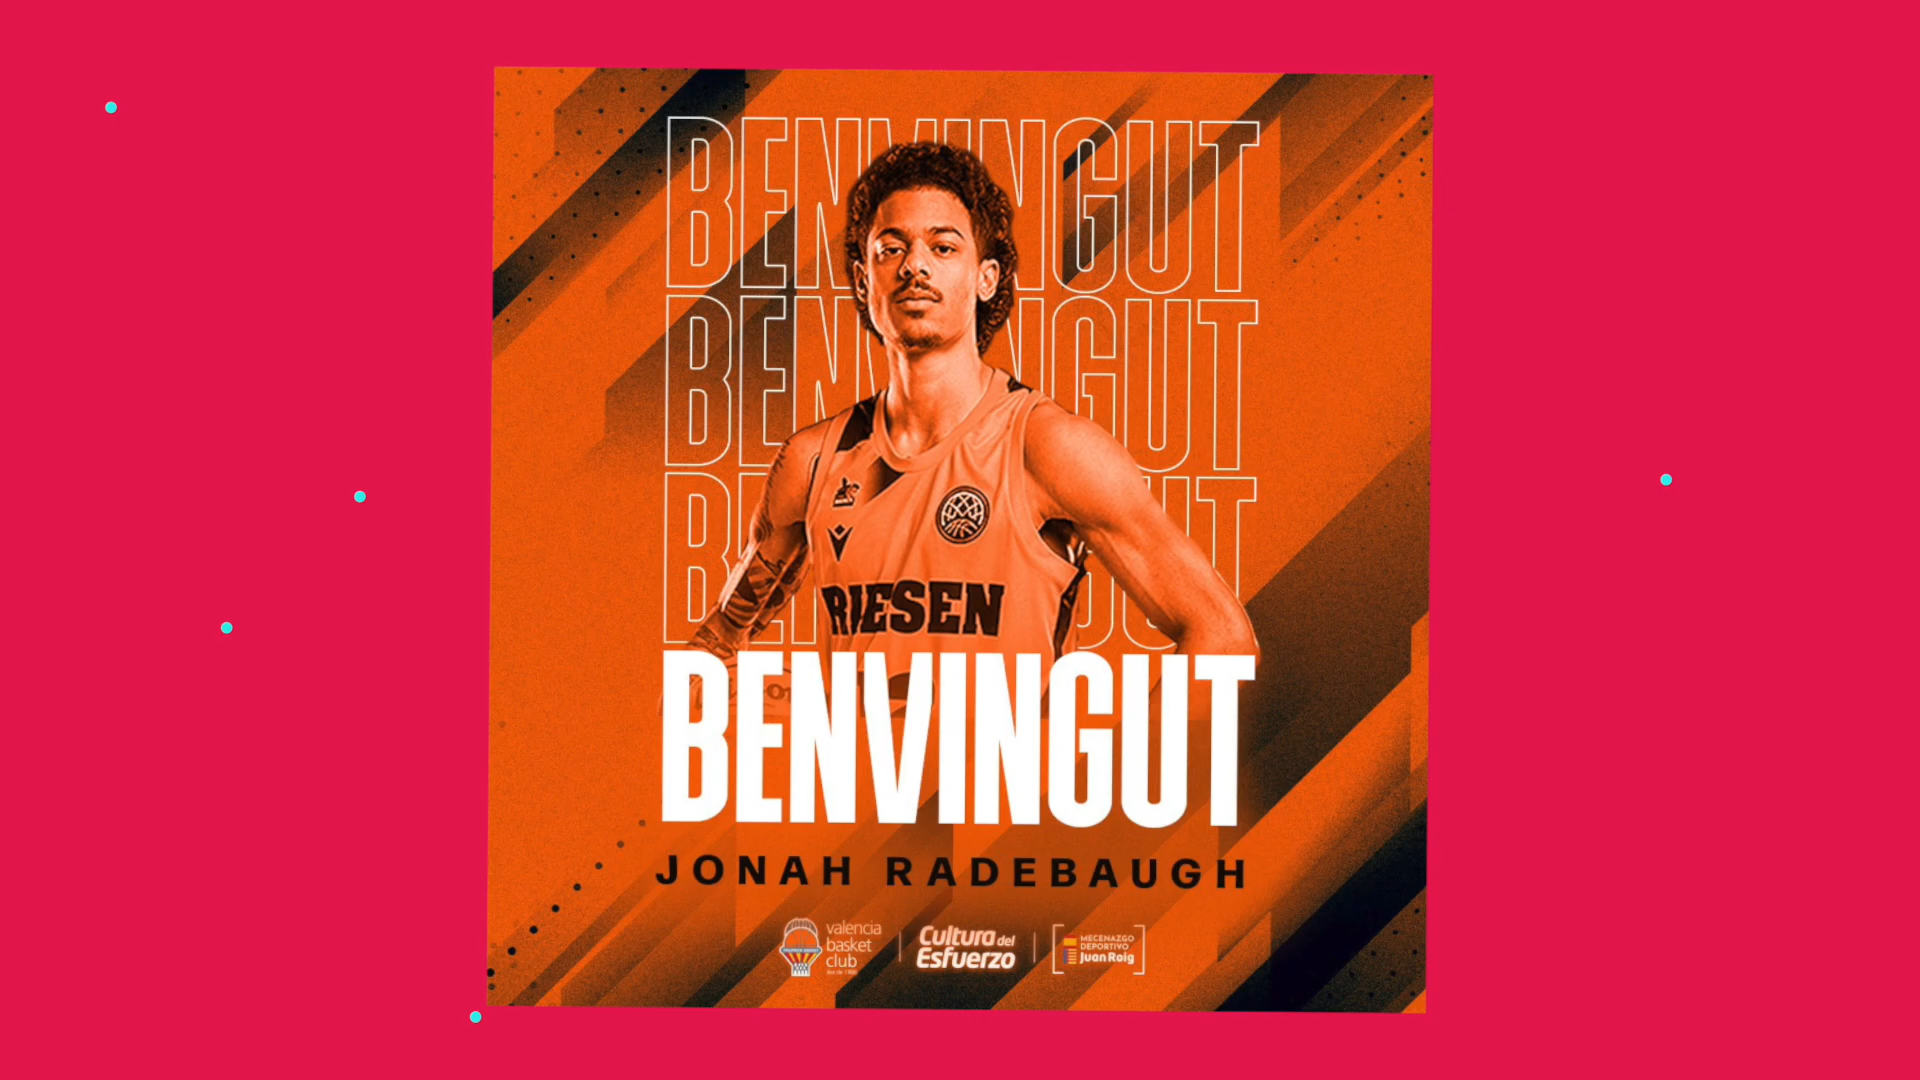 BENVINGUT
BENVINGUT
BENVINGUT
RIESEN
BENVINGUT
JONAH RADEBAUGH
valencia
basket
club
Cultura del
Esfuerzo
MECENAZGO
DEPORTIVO
Juan Roig